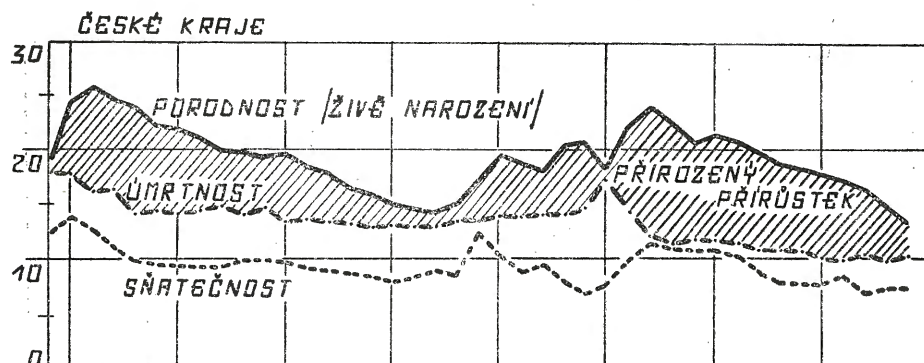 ČESKÉ KRAJE
30
PORODNOST /ŽIVĚ NAROZENÍ/
20
ÚMRTNOST
PŘIROZENÝ
PŘÍRŮSTEK
10
SŇATEČNOST
0